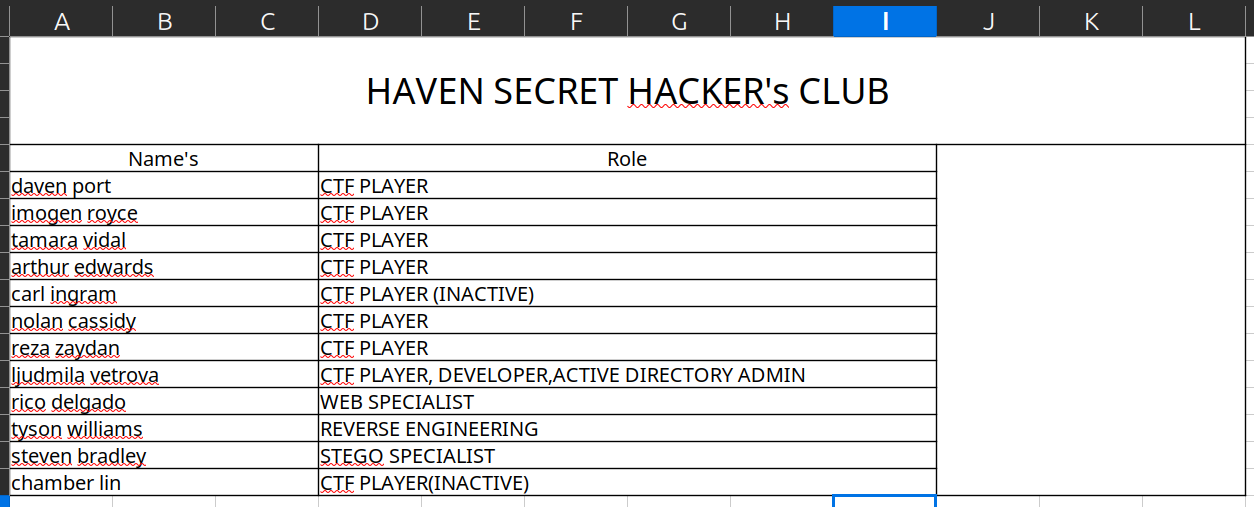 A B C D E F G H I J K L
HAVEN SECRET HACKER's CLUB
Name's Role
daven port CTF PLAYER
imogen royce CTF PLAYER
tamara vidal CTF PLAYER
arthur edwards CTF PLAYER
carl ingram CTF PLAYER (INACTIVE)
nolan cassidy CTF PLAYER
reza zaydan CTF PLAYER
ljudmila vetrova CTF PLAYER, DEVELOPER,ACTIVE DIRECTORY ADMIN
rico delgado WEB SPECIALIST
tyson williams REVERSE ENGINEERING
steven bradley STEGO SPECIALIST
chamber lin CTF PLAYER(INACTIVE)